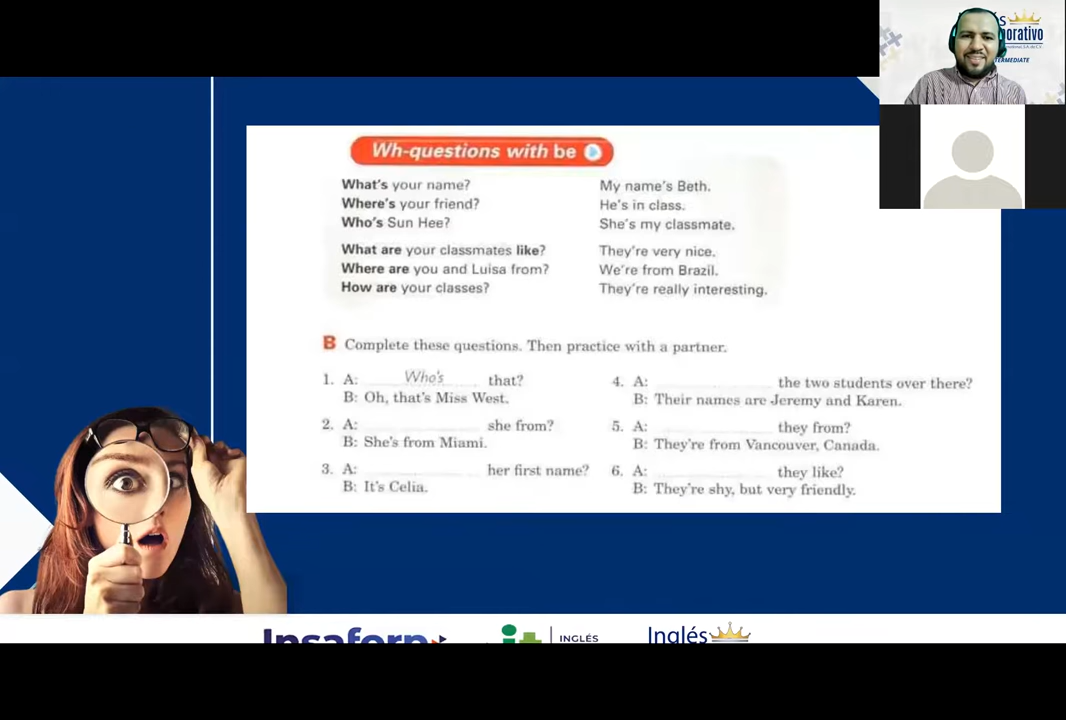 orativo
TERMEDIATE
Wh-questions with be
What's your name? My name's Beth.
Where's your friend? He's in class.
Who's Sun Hee? She's my classmate.
What are your classmates like? They're very nice.
Where are you and Luisa from? We're from Brazil.
How are your classes? They're really interesting.
B Complete these questions. Then practice with a partner.
1. A: Who's that?
B: Oh, that's Miss West.
2. A: she from?
B: She's from Miami.
3. A: her first name?
B: It's Celia.
4. A: the two students over there?
B: Their names are Jeremy and Karen.
5. A: they from?
B: They're from Vancouver, Canada.
6. A: they like?
B: They're shy, but very friendly.
Insaforp
INGLÉS
Inglés